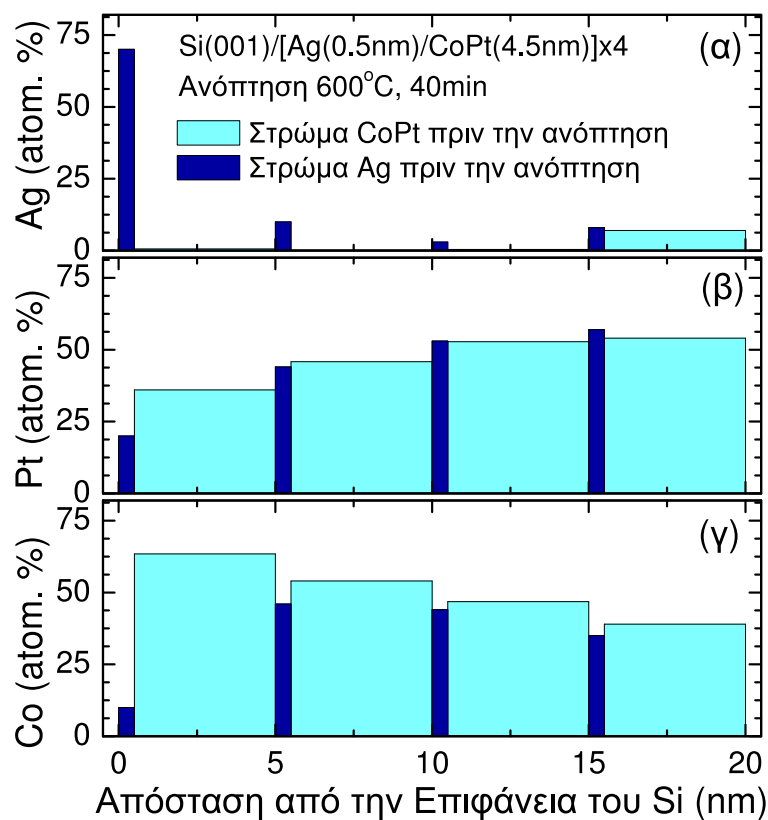 Si(001)/[Ag(0.5nm)/CoPt(4.5nm)]x4
(α)
Ανόπτηση 600°C, 40min
Στρώμα CoPt πριν την ανόπτηση
Στρώμα Ag πριν την ανόπτηση
Ag (atom. %)
75
50
25
0
(β)
Pt (atom. %)
75
50
25
0
(γ)
Co (atom. %)
75
50
25
0
0 5 10 15 20
Απόσταση από την Επιφάνεια του Si (nm)